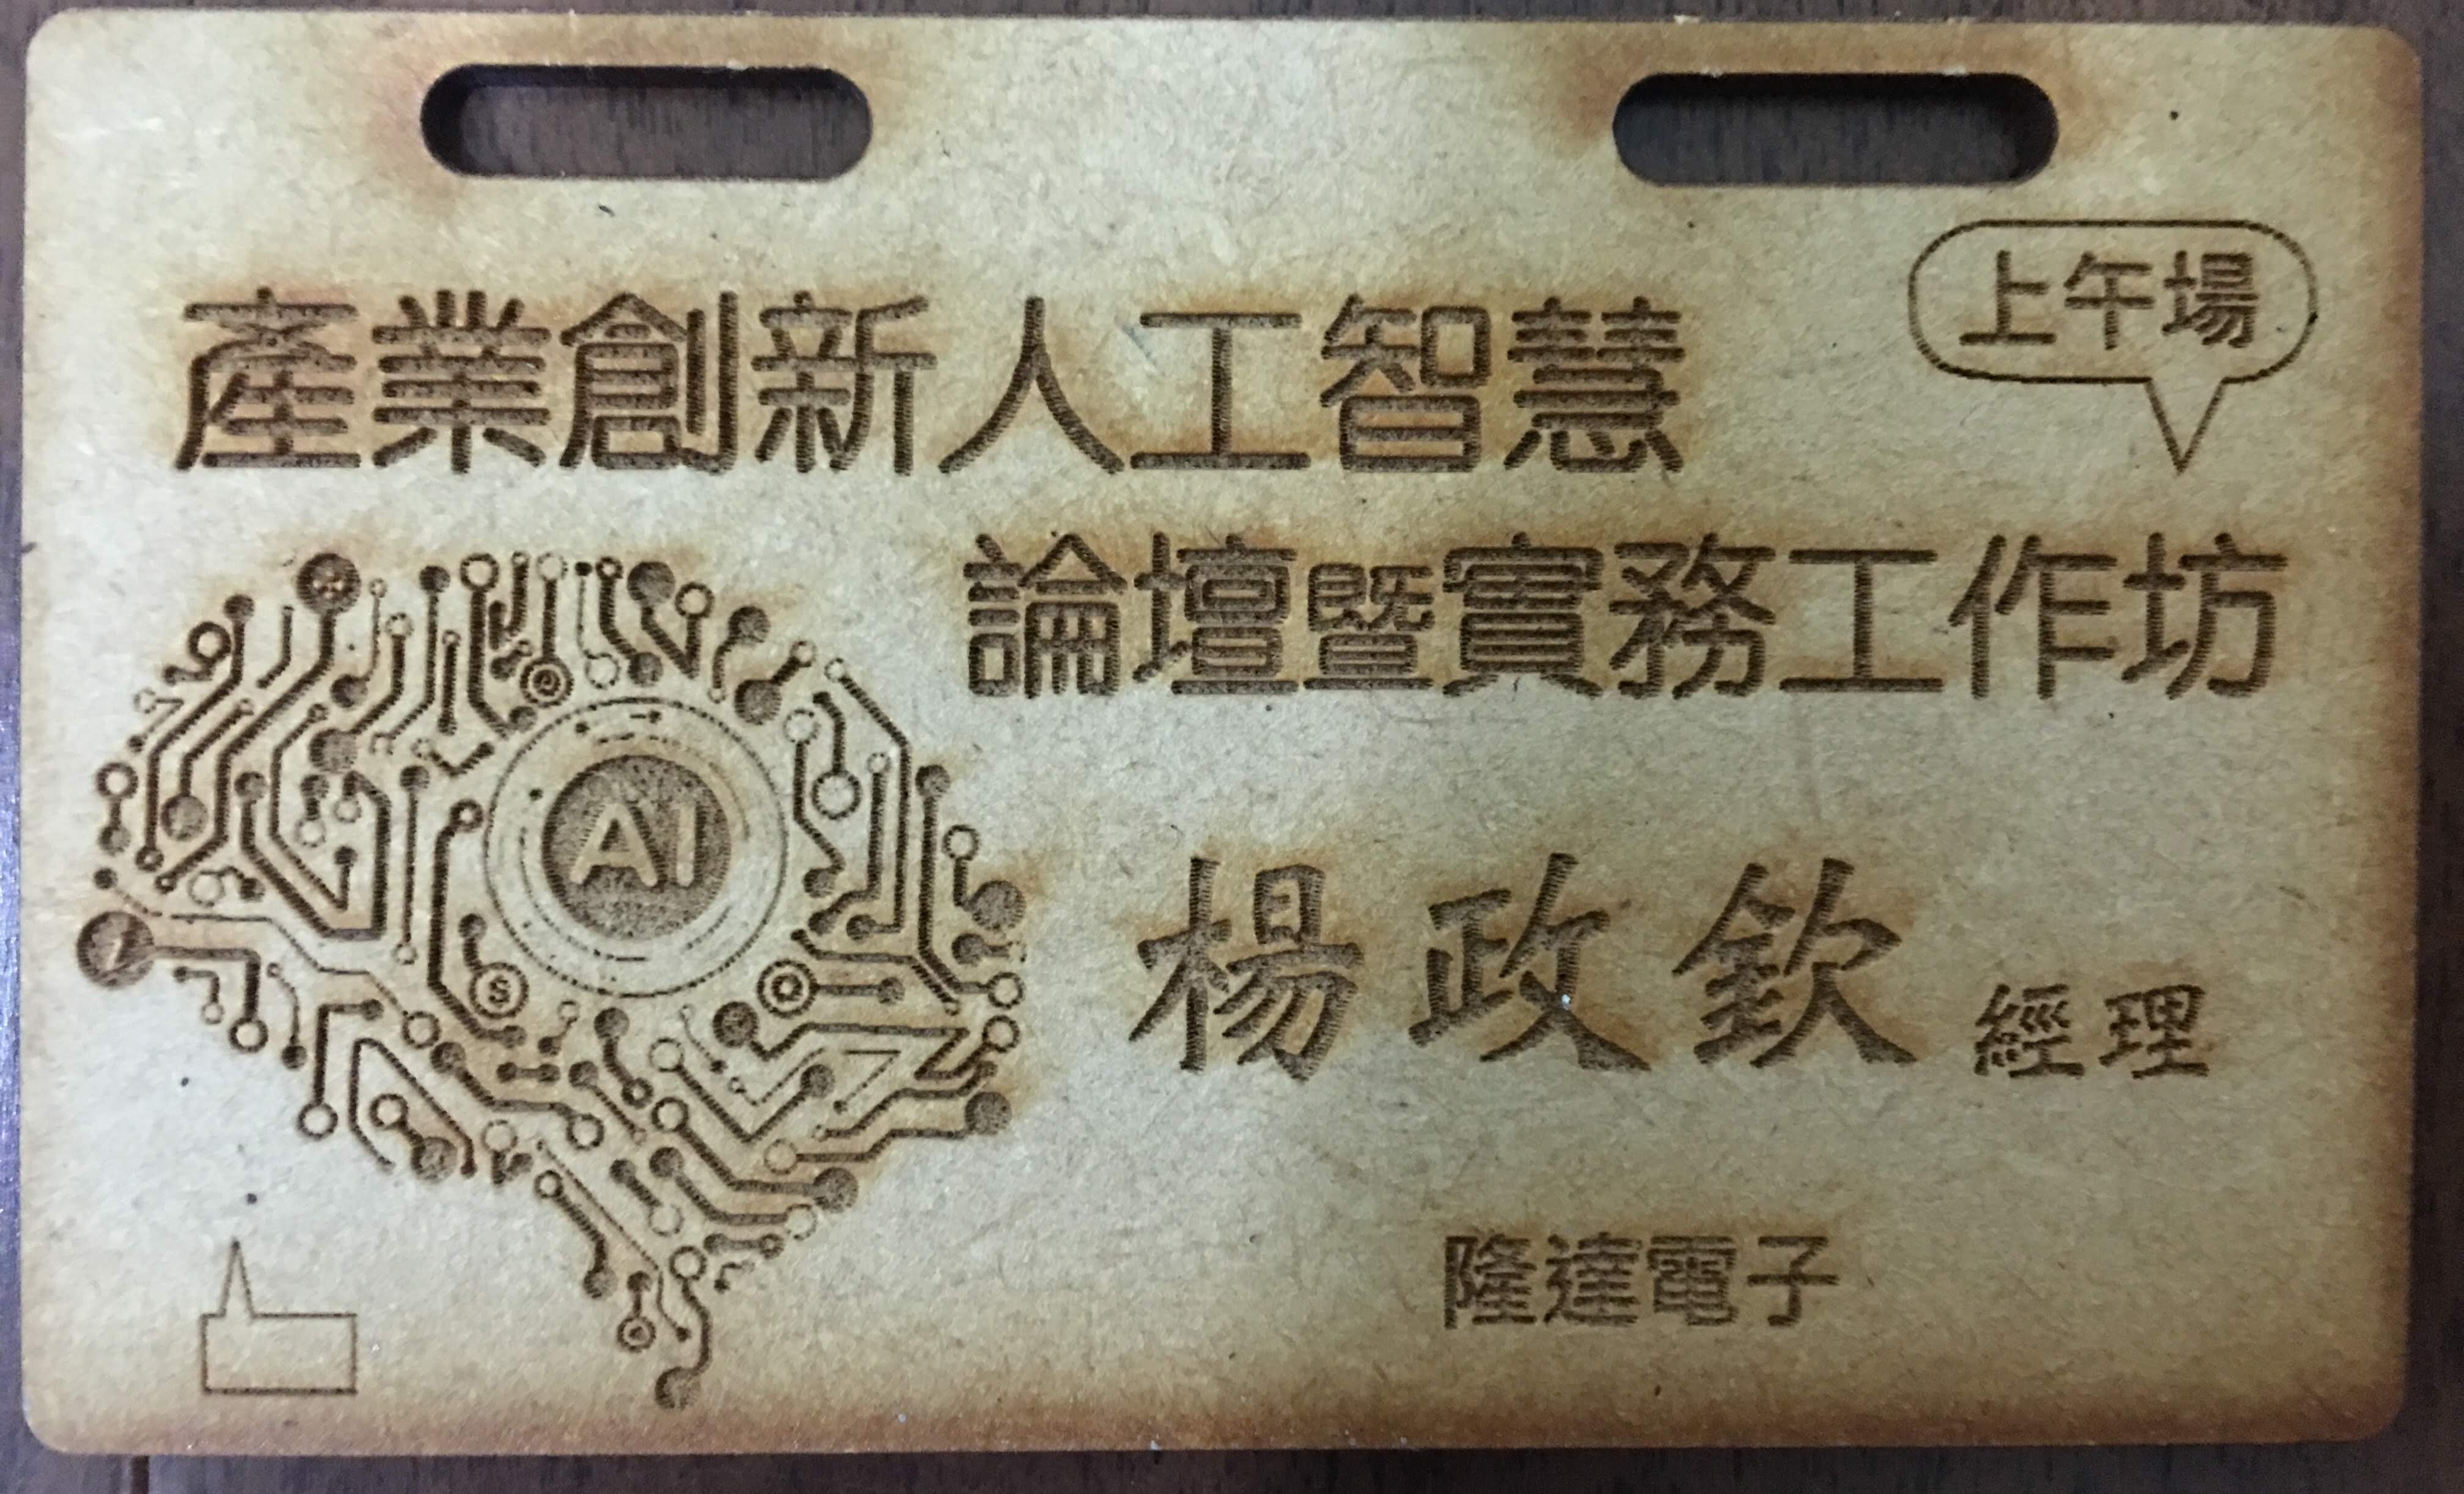 上午場
產業創新人工智慧
論壇暨實務工作坊
AI
楊政欽 經理
隆達電子